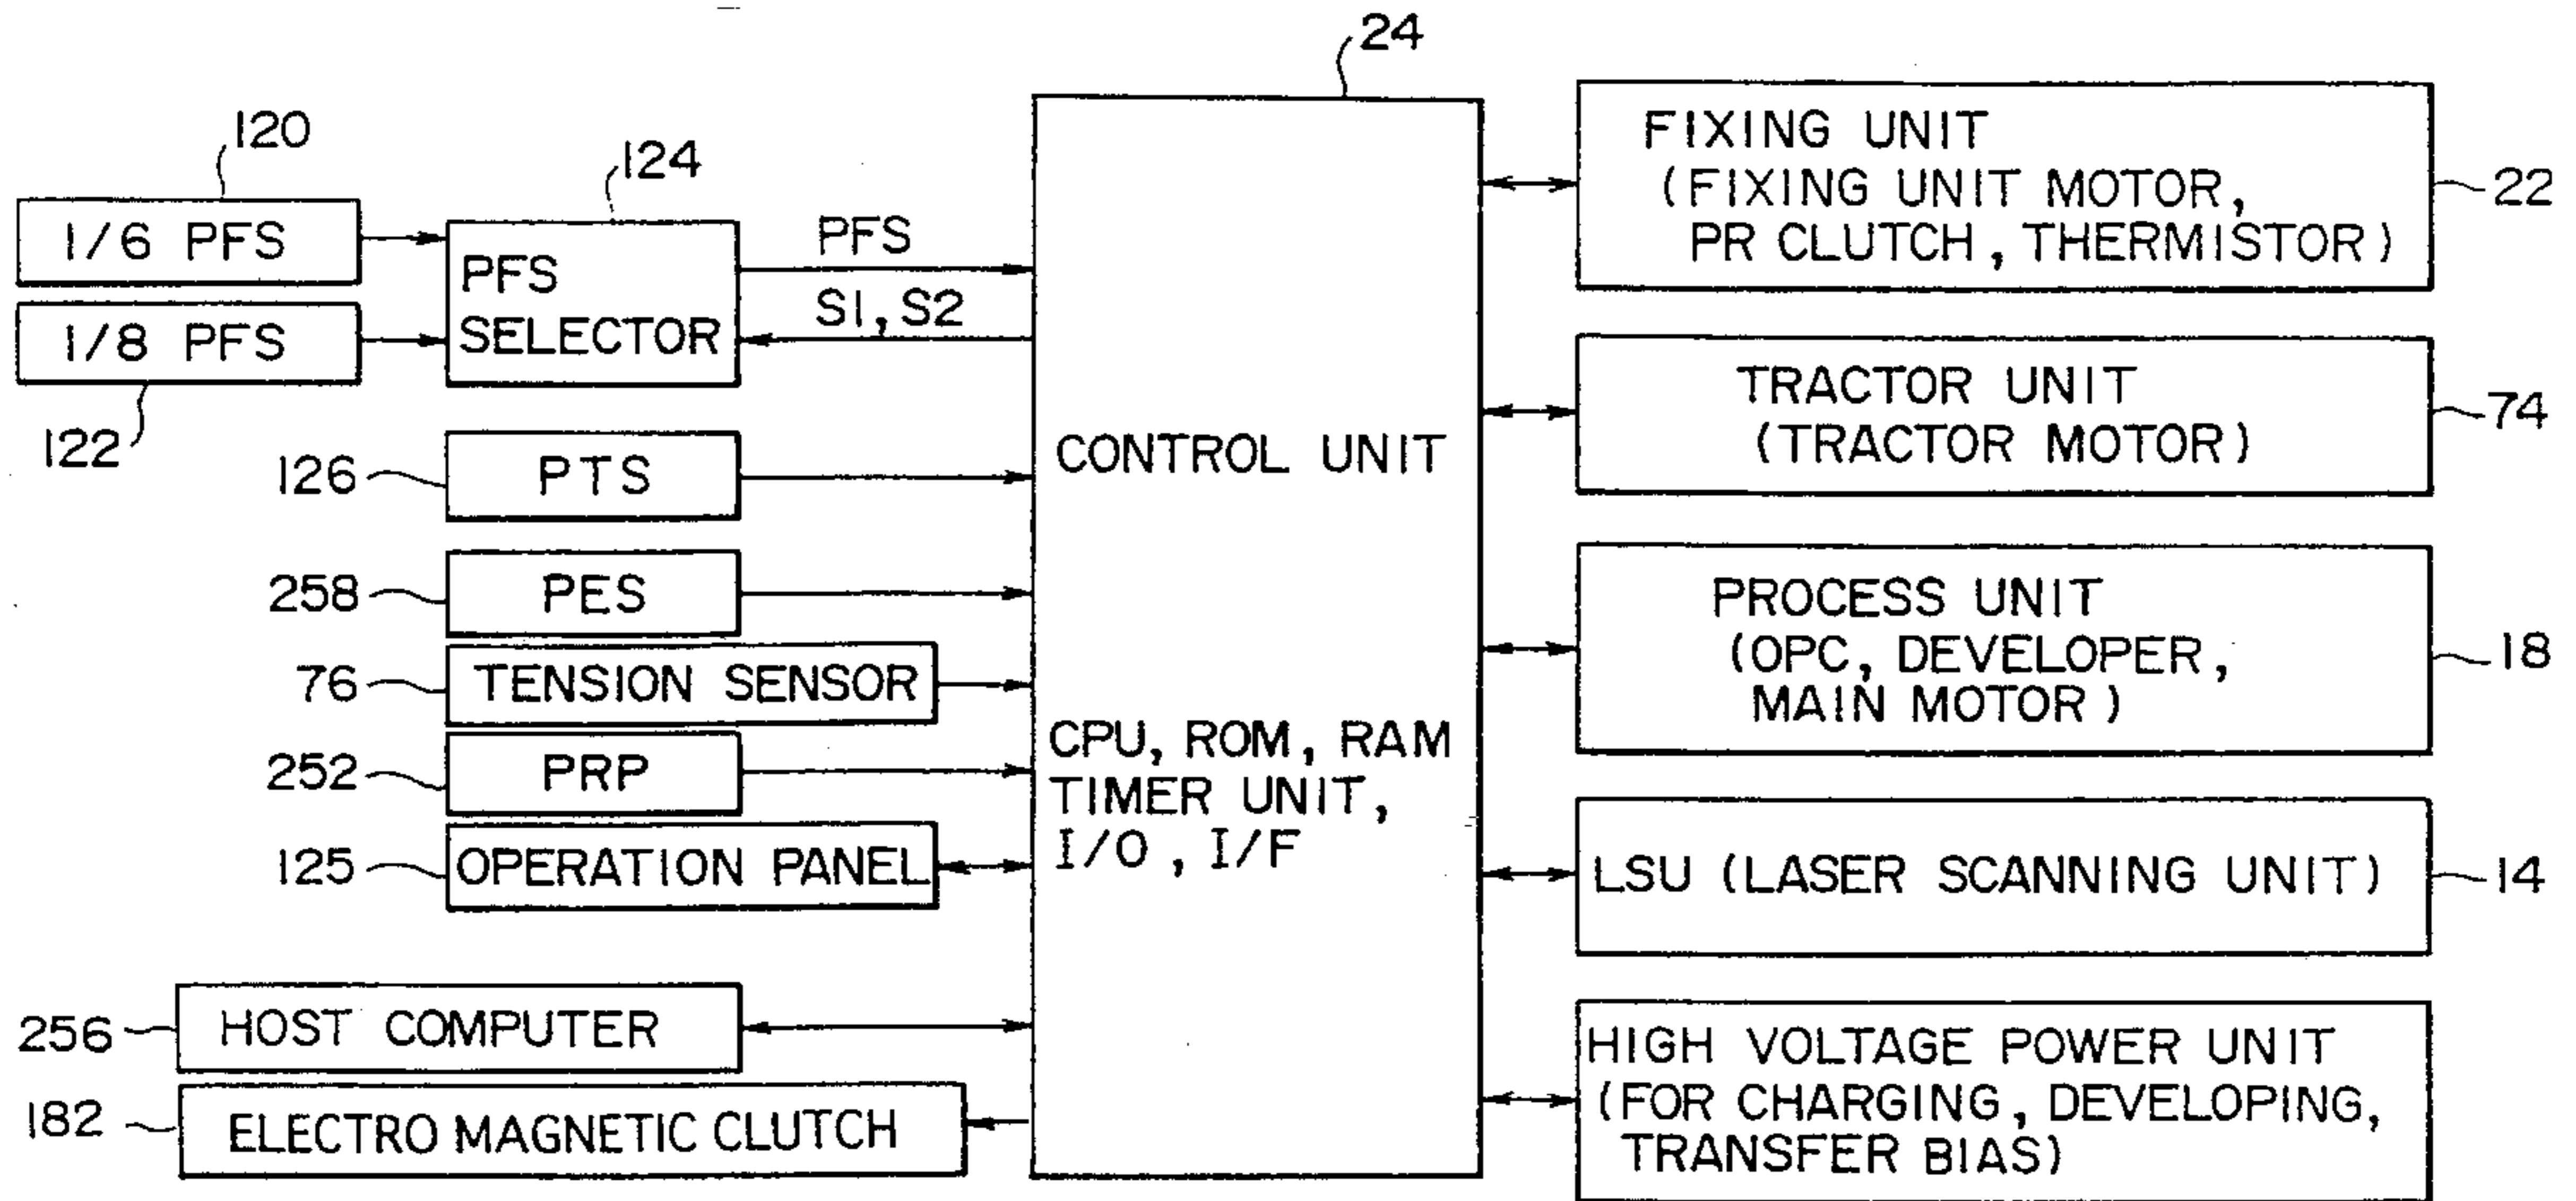 24
120
1/6 PFS
1/8 PFS
122
124
PFS
SELECTOR
PFS
S1, S2
126
PTS
258
PES
76
TENSION SENSOR
252
PRP
125
OPERATION PANEL
256
HOST COMPUTER
182
ELECTRO MAGNETIC CLUTCH
CONTROL UNIT
CPU, ROM, RAM
TIMER UNIT,
I/O, I/F
FIXING UNIT
(FIXING UNIT MOTOR,
PR CLUTCH, THERMISTOR)
22
TRACTOR UNIT
(TRACTOR MOTOR)
74
PROCESS UNIT
(OPC, DEVELOPER,
MAIN MOTOR)
18
LSU (LASER SCANNING UNIT)
14
HIGH VOLTAGE POWER UNIT
(FOR CHARGING, DEVELOPING,
TRANSFER BIAS)